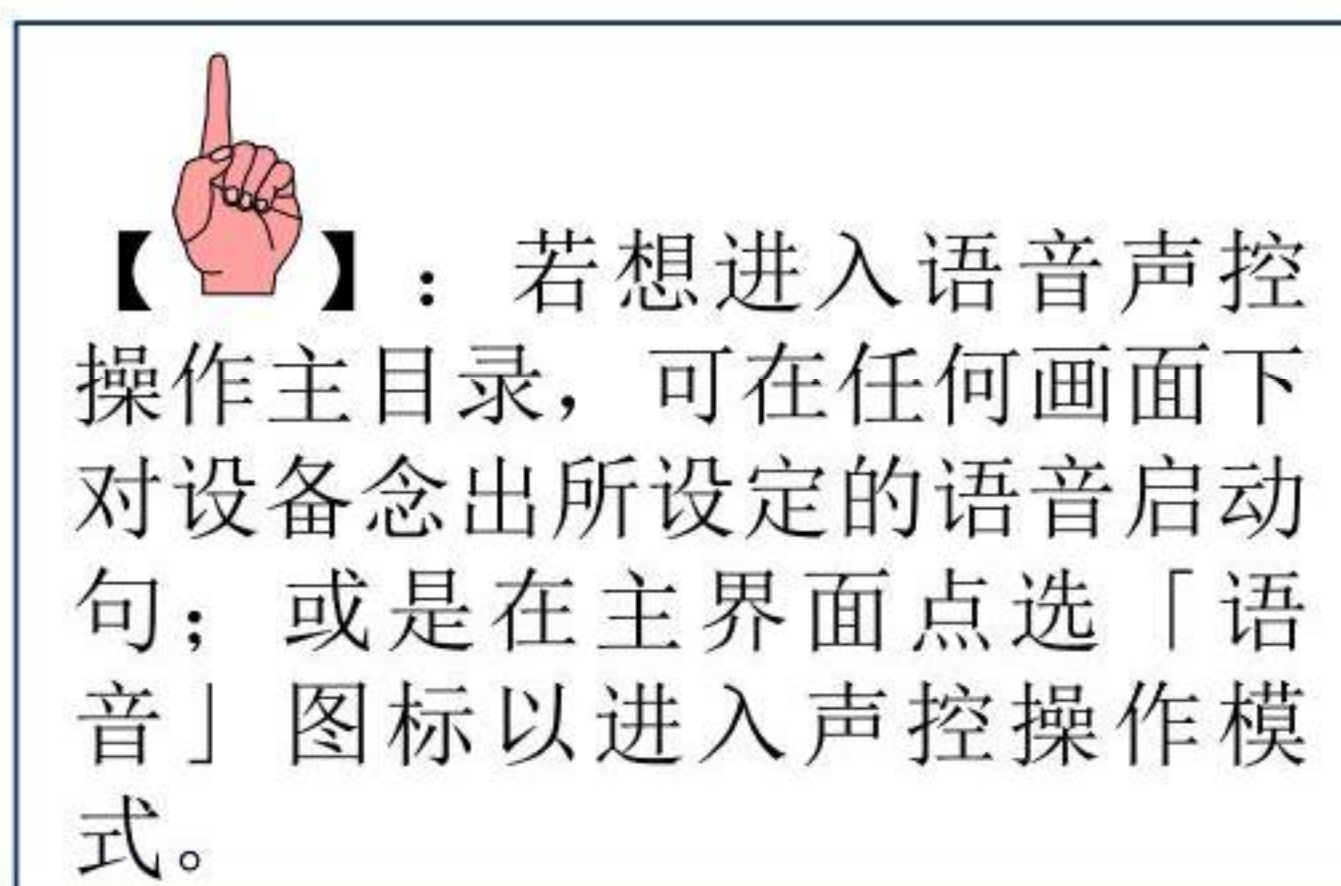 【】：若想进入语音声控
操作主目录，可在任何画面下
对设备念出所设定的语音启动
句；或是在主界面点选「语
音」图标以进入声控操作模
式。